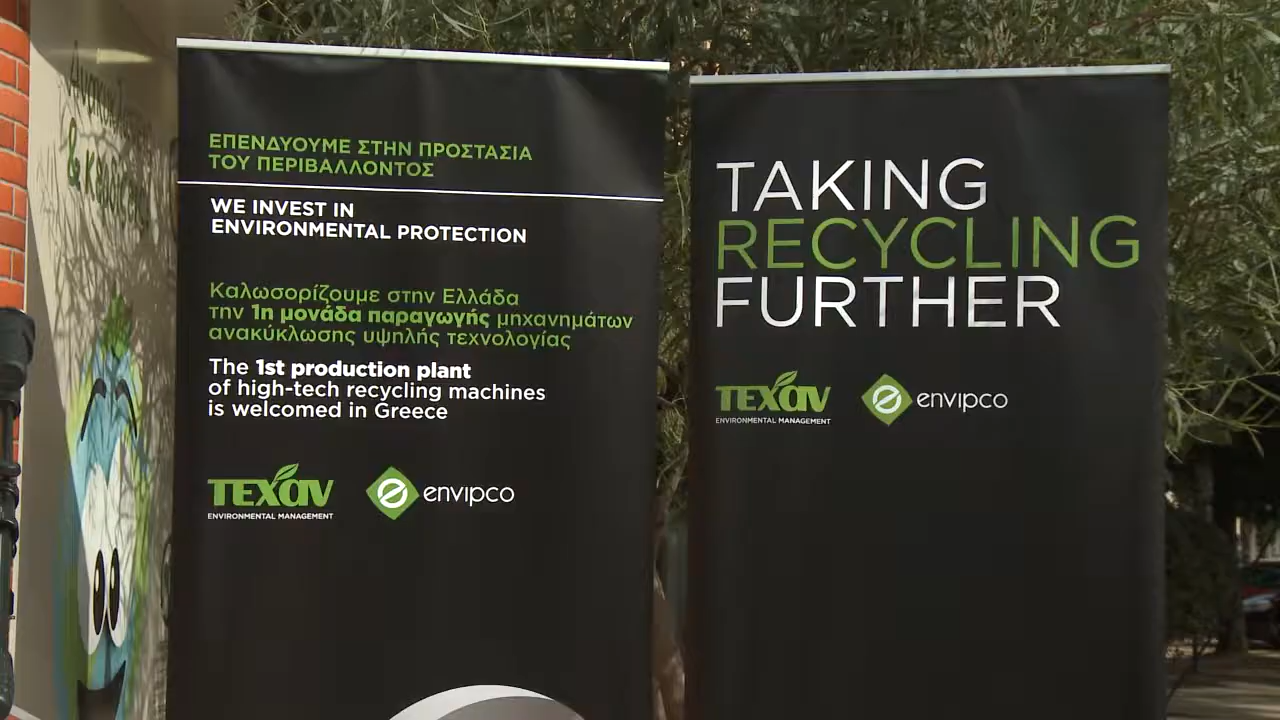 ΕΠΕΝΔΥΟΥΜΕ ΣΤΗΝ ΠΡΟΣΤΑΣΙΑ
ΤΟΥ ΠΕΡΙΒΑΛΛΟΝΤΟΣ
WE INVEST IN
ENVIRONMENTAL PROTECTION
Καλωσορίζουμε στην Ελλάδα
την 1η μονάδα παραγωγής μηχανημάτων
ανακύκλωσης υψηλής τεχνολογίας
The 1st production plant
of high-tech recycling machines
is welcomed in Greece
ΤΕΧαν
ENVIRONMENTAL MANAGEMENT
envipco
TAKING
RECYCLING
FURTHER
ΤΕΧαν
ENVIRONMENTAL MANAGEMENT
envipco